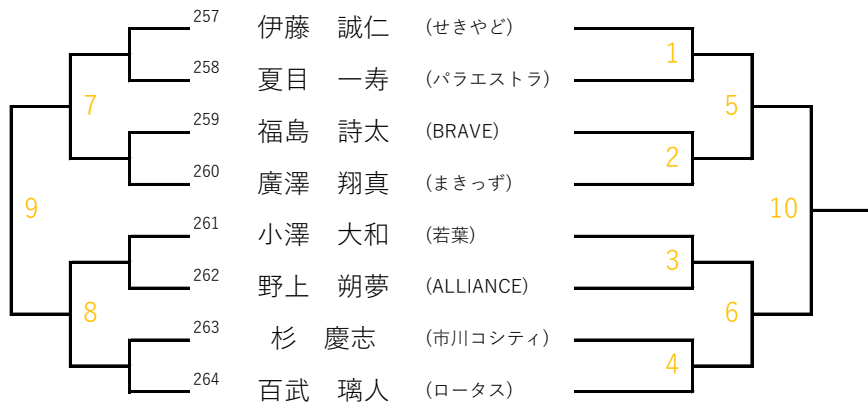 257 伊藤 誠仁 (せきやど)
258 夏目 一寿 (パラエストラ)
1
7
5
259 福島 詩太 (BRAVE)
2
260 廣澤 翔真 (まきっず)
9
10
261 小澤 大和 (若葉)
3
262 野上 朔夢 (ALLIANCE)
8
6
263 杉 慶志 (市川コシティ)
4
264 百武 璃人 (ロータス)